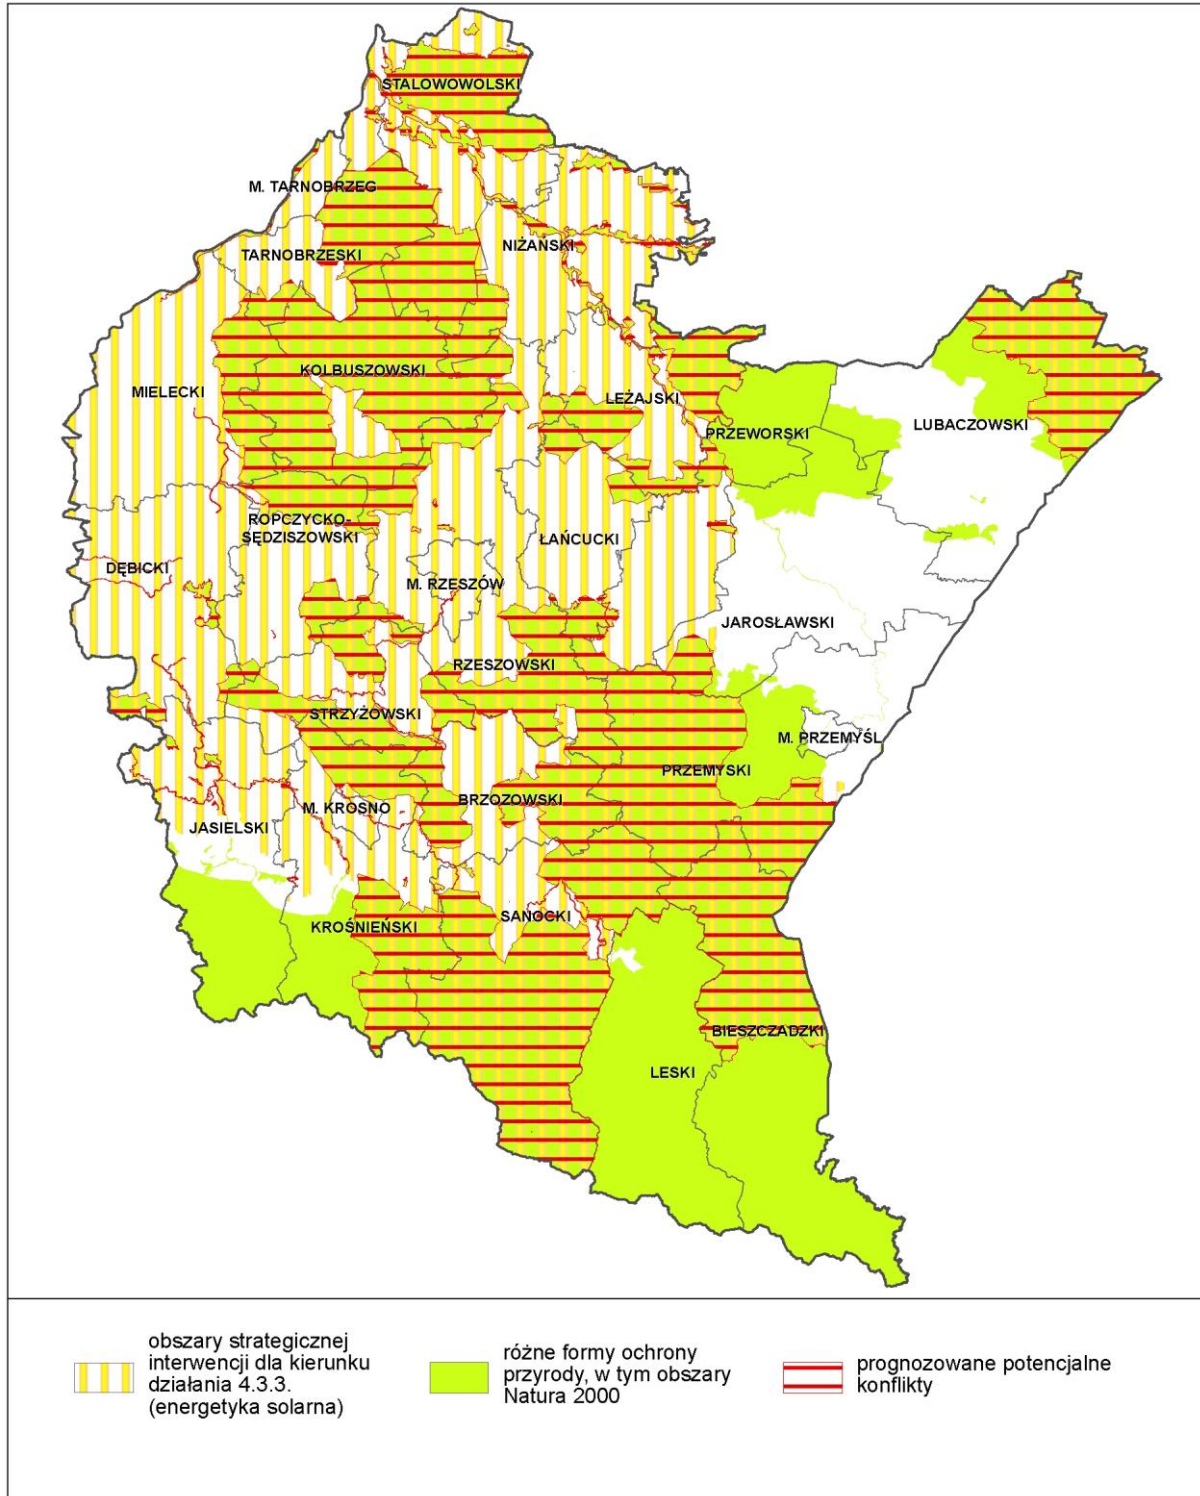 STALOWOWOLSKI
M. TARNOBRZEG
NIŻAŃSKI
TARNOBRZESKI
KOLBUSZOWSKI
MIELECKI
LEŻAJSKI
LUBACZOWSKI
PRZEWORSKI
ROPCZYCKO-
SĘDZISZOWSKI
ŁAŃCUCKI
DĘBICKI
M. RZESZÓW
JAROSŁAWSKI
RZESZOWSKI
STRZYŻOWSKI
M. PRZEMYŚL
PRZEMYSKI
BRZOZOWSKI
M. KROSNO
JASIELSKI
SANOCKI
KROŚNIEŃSKI
BIESZCZADZKI
LESKI
obszary strategicznej
interwencji dla kierunku
działania 4.3.3.
(energetyka solarna)
różne formy ochrony
przyrody, w tym obszary
Natura 2000
prognozowane potencjalne
konflikty